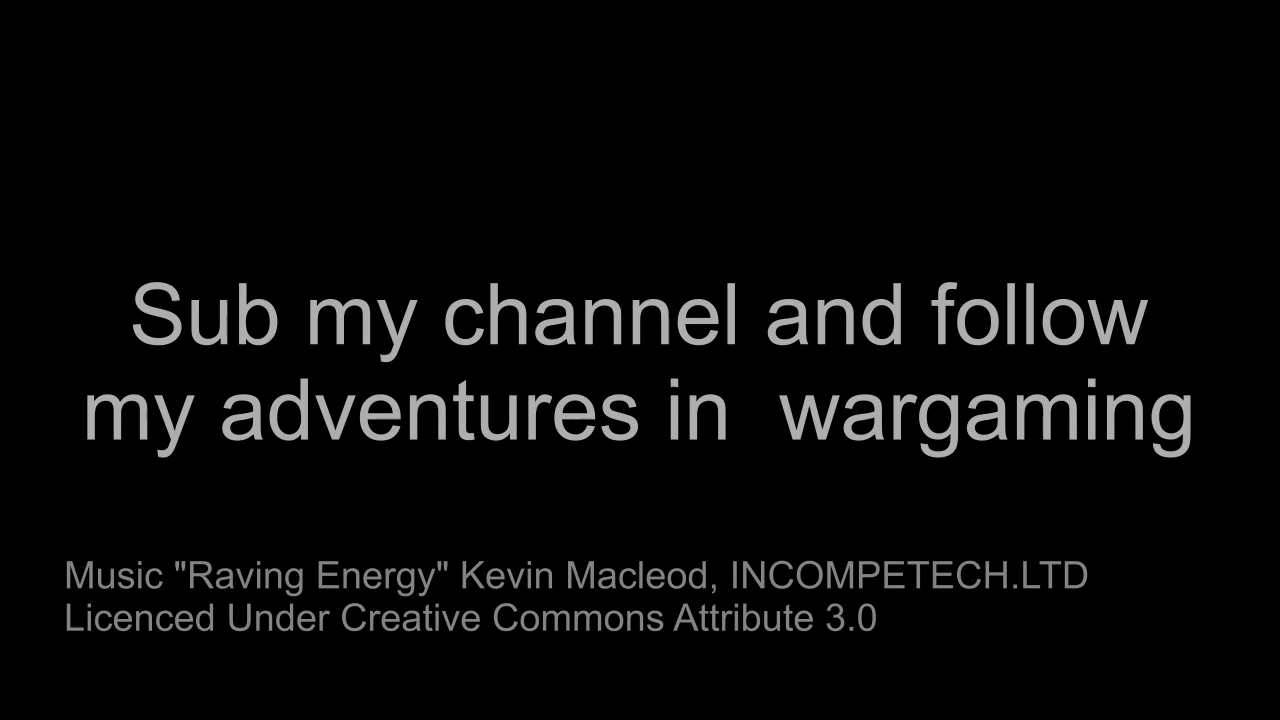 Sub my channel and follow
my adventures in  wargaming
Music "Raving Energy" Kevin Macleod, INCOMPETECH.LTD
Licenced Under Creative Commons Attribute 3.0